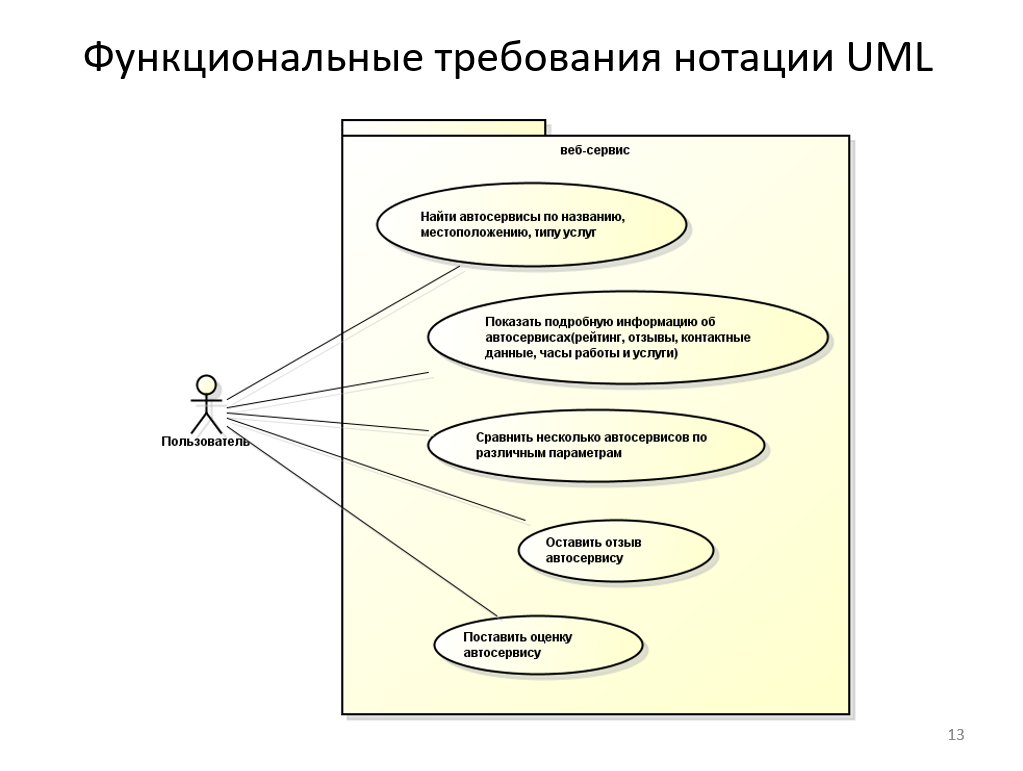 Функциональные требования нотации UML
веб-сервис
Найти автосервисы по названию,
местоположению, типу услуг
Показать подробную информацию об
автосервисах(рейтинг, отзывы, контактные
данные, часы работы и услуги)
Пользователь
Сравнить несколько автосервисов по
различным параметрам
Оставить отзыв
автосервису
Поставить оценку
автосервису
13